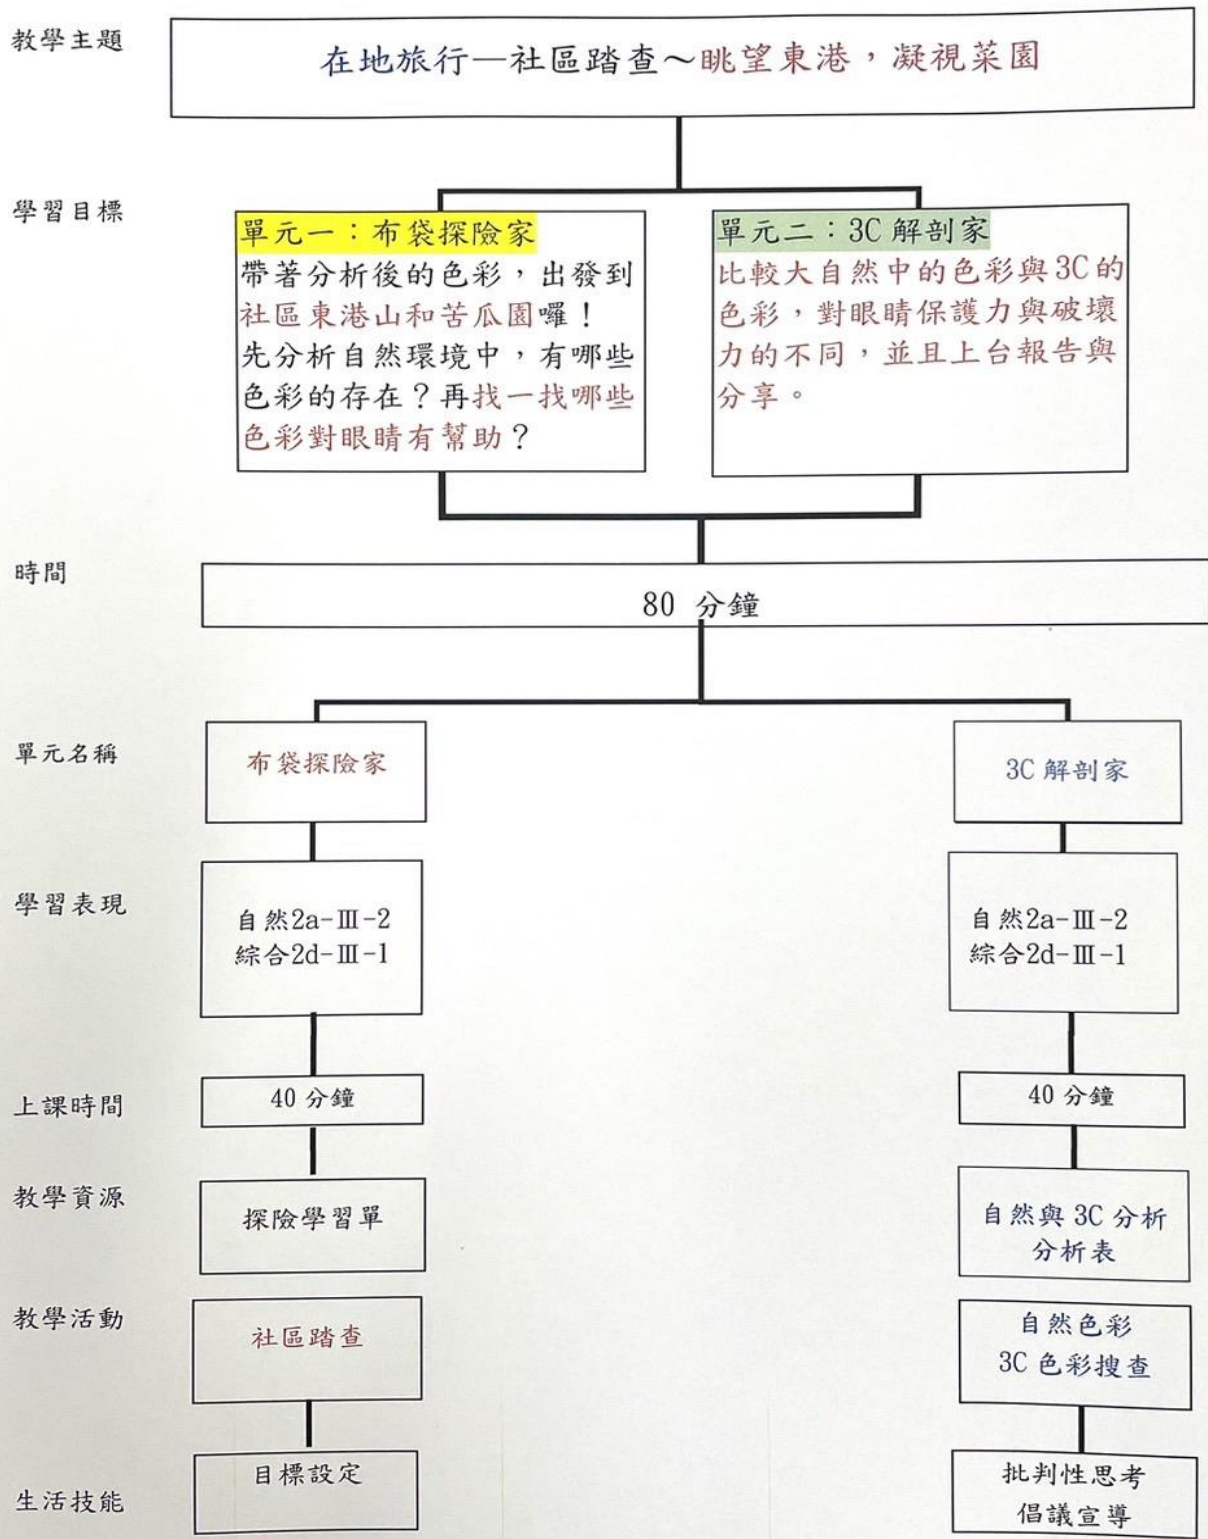 教學主題
在地旅行—社區踏查～眺望東港，凝視菜園
學習目標
單元一：布袋探險家
帶著分析後的色彩，出發到
社區東港山和苦瓜園囉！
先分析自然環境中，有哪些
色彩的存在？再找一找哪些
色彩對眼睛有幫助？
單元二：3C 解剖家
比較大自然中的色彩與3C的
色彩，對眼睛保護力與破壞
力的不同，並且上台報告與
分享。
時間
80 分鐘
單元名稱
布袋探險家
3C 解剖家
學習表現
自然2a-Ⅲ-2
綜合2d-Ⅲ-1
自然2a-Ⅲ-2
綜合2d-Ⅲ-1
上課時間
40 分鐘
40 分鐘
教學資源
探險學習單
自然與 3C 分析
分析表
教學活動
社區踏查
自然色彩
3C 色彩搜查
生活技能
目標設定
批判性思考
倡議宣導